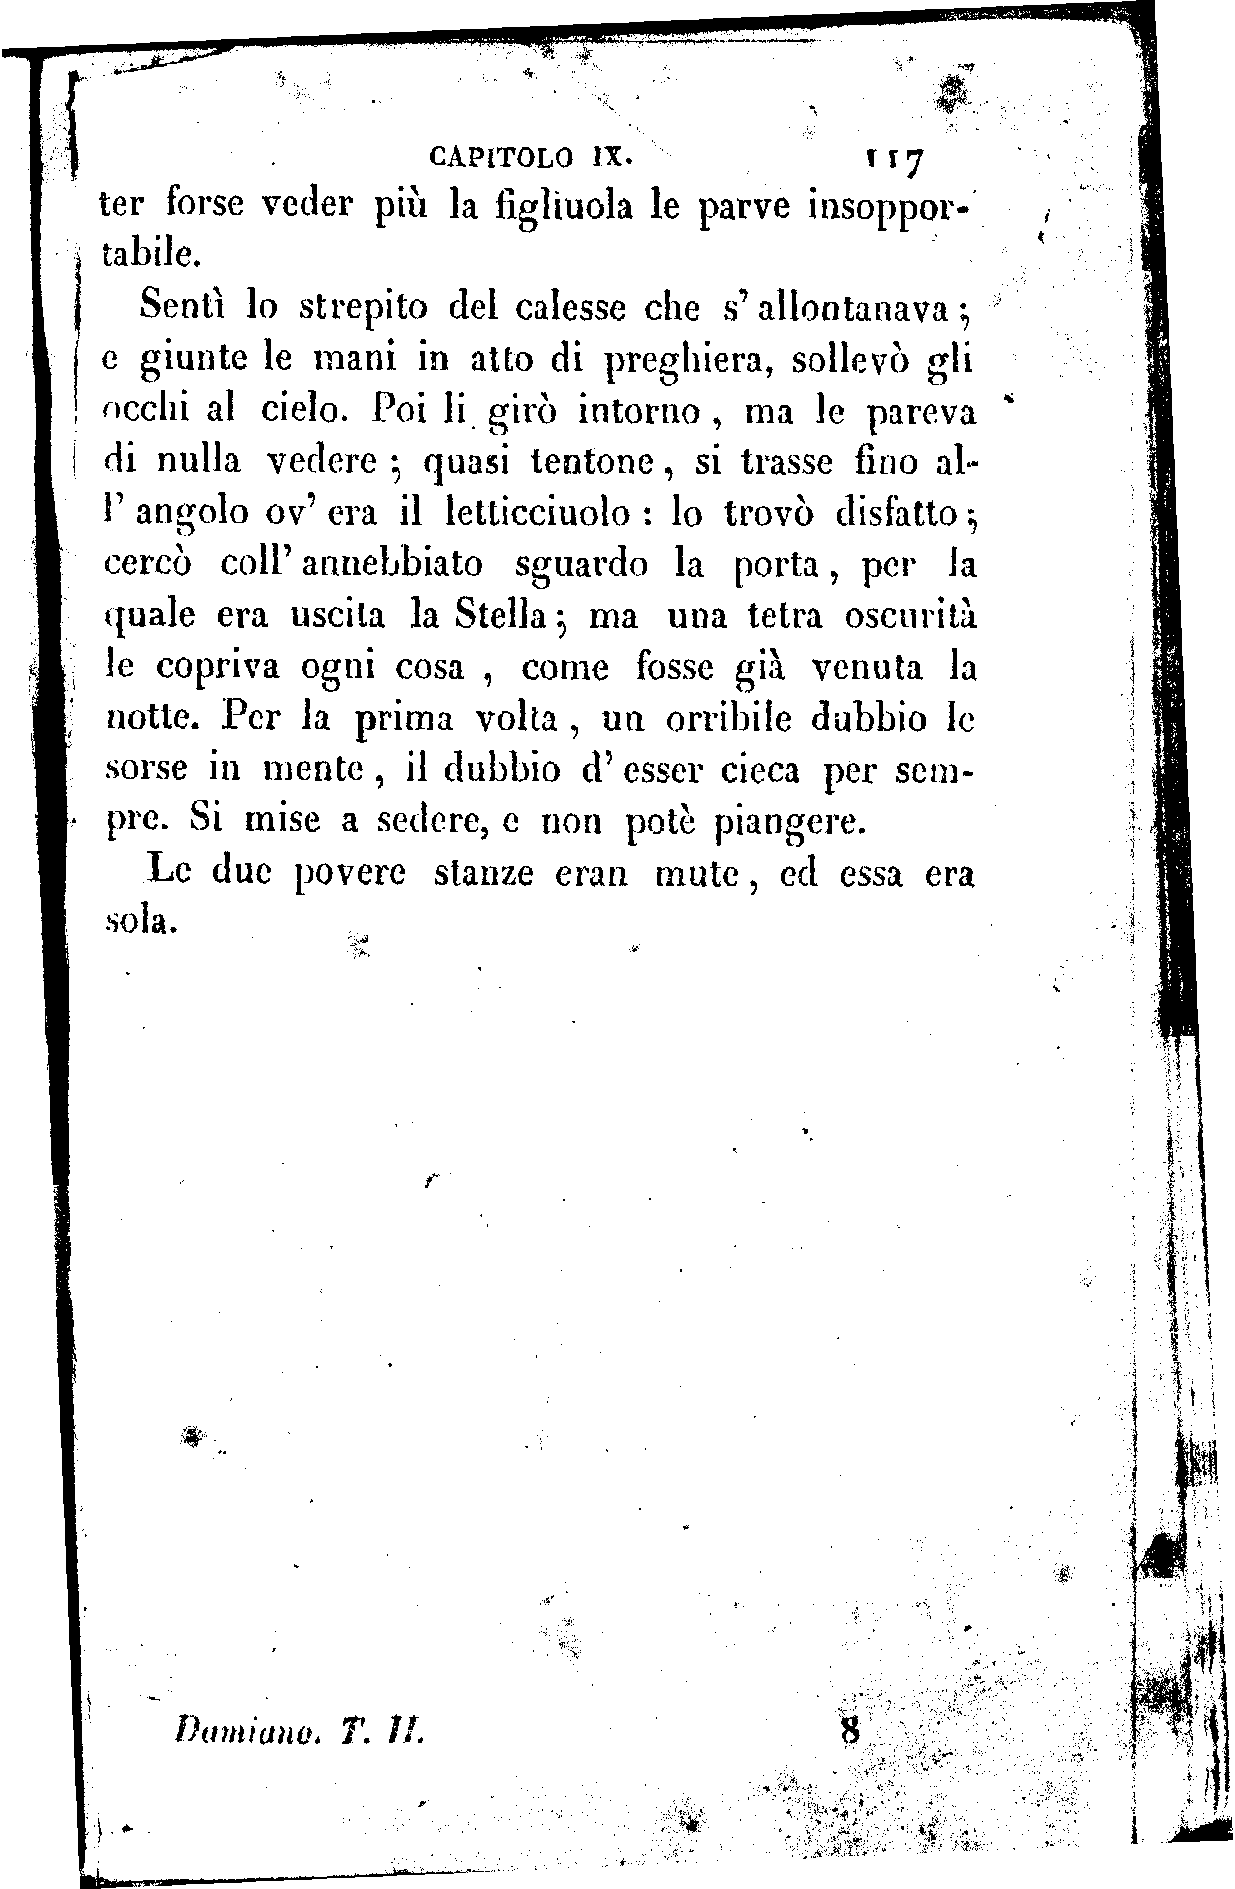 CAPITOLO IX. 117
ter forse veder più la figliuola le parve insoppor-
tabile.
Sentì lo strepito del calesse che s' allontanava;
e giunte le mani in atto di preghiera, sollevò gli
occhi al cielo. Poi li girò intorno, ma le pareva
di nulla vedere; quasi tentone, si trasse fino al-
l' angolo ov' era il letticciuolo: lo trovò disfatto;
cercò coll' annebbiato sguardo la porta, per la
quale era uscita la Stella; ma una tetra oscurità
le copriva ogni cosa, come fosse già venuta la
notte. Per la prima volta, un orribile dubbio le
sorse in mente, il dubbio d' esser cieca per sem-
pre. Si mise a sedere, e non potè piangere.
Le due povere stanze eran mute, ed essa era
sola.
Damiano. T. II. 8